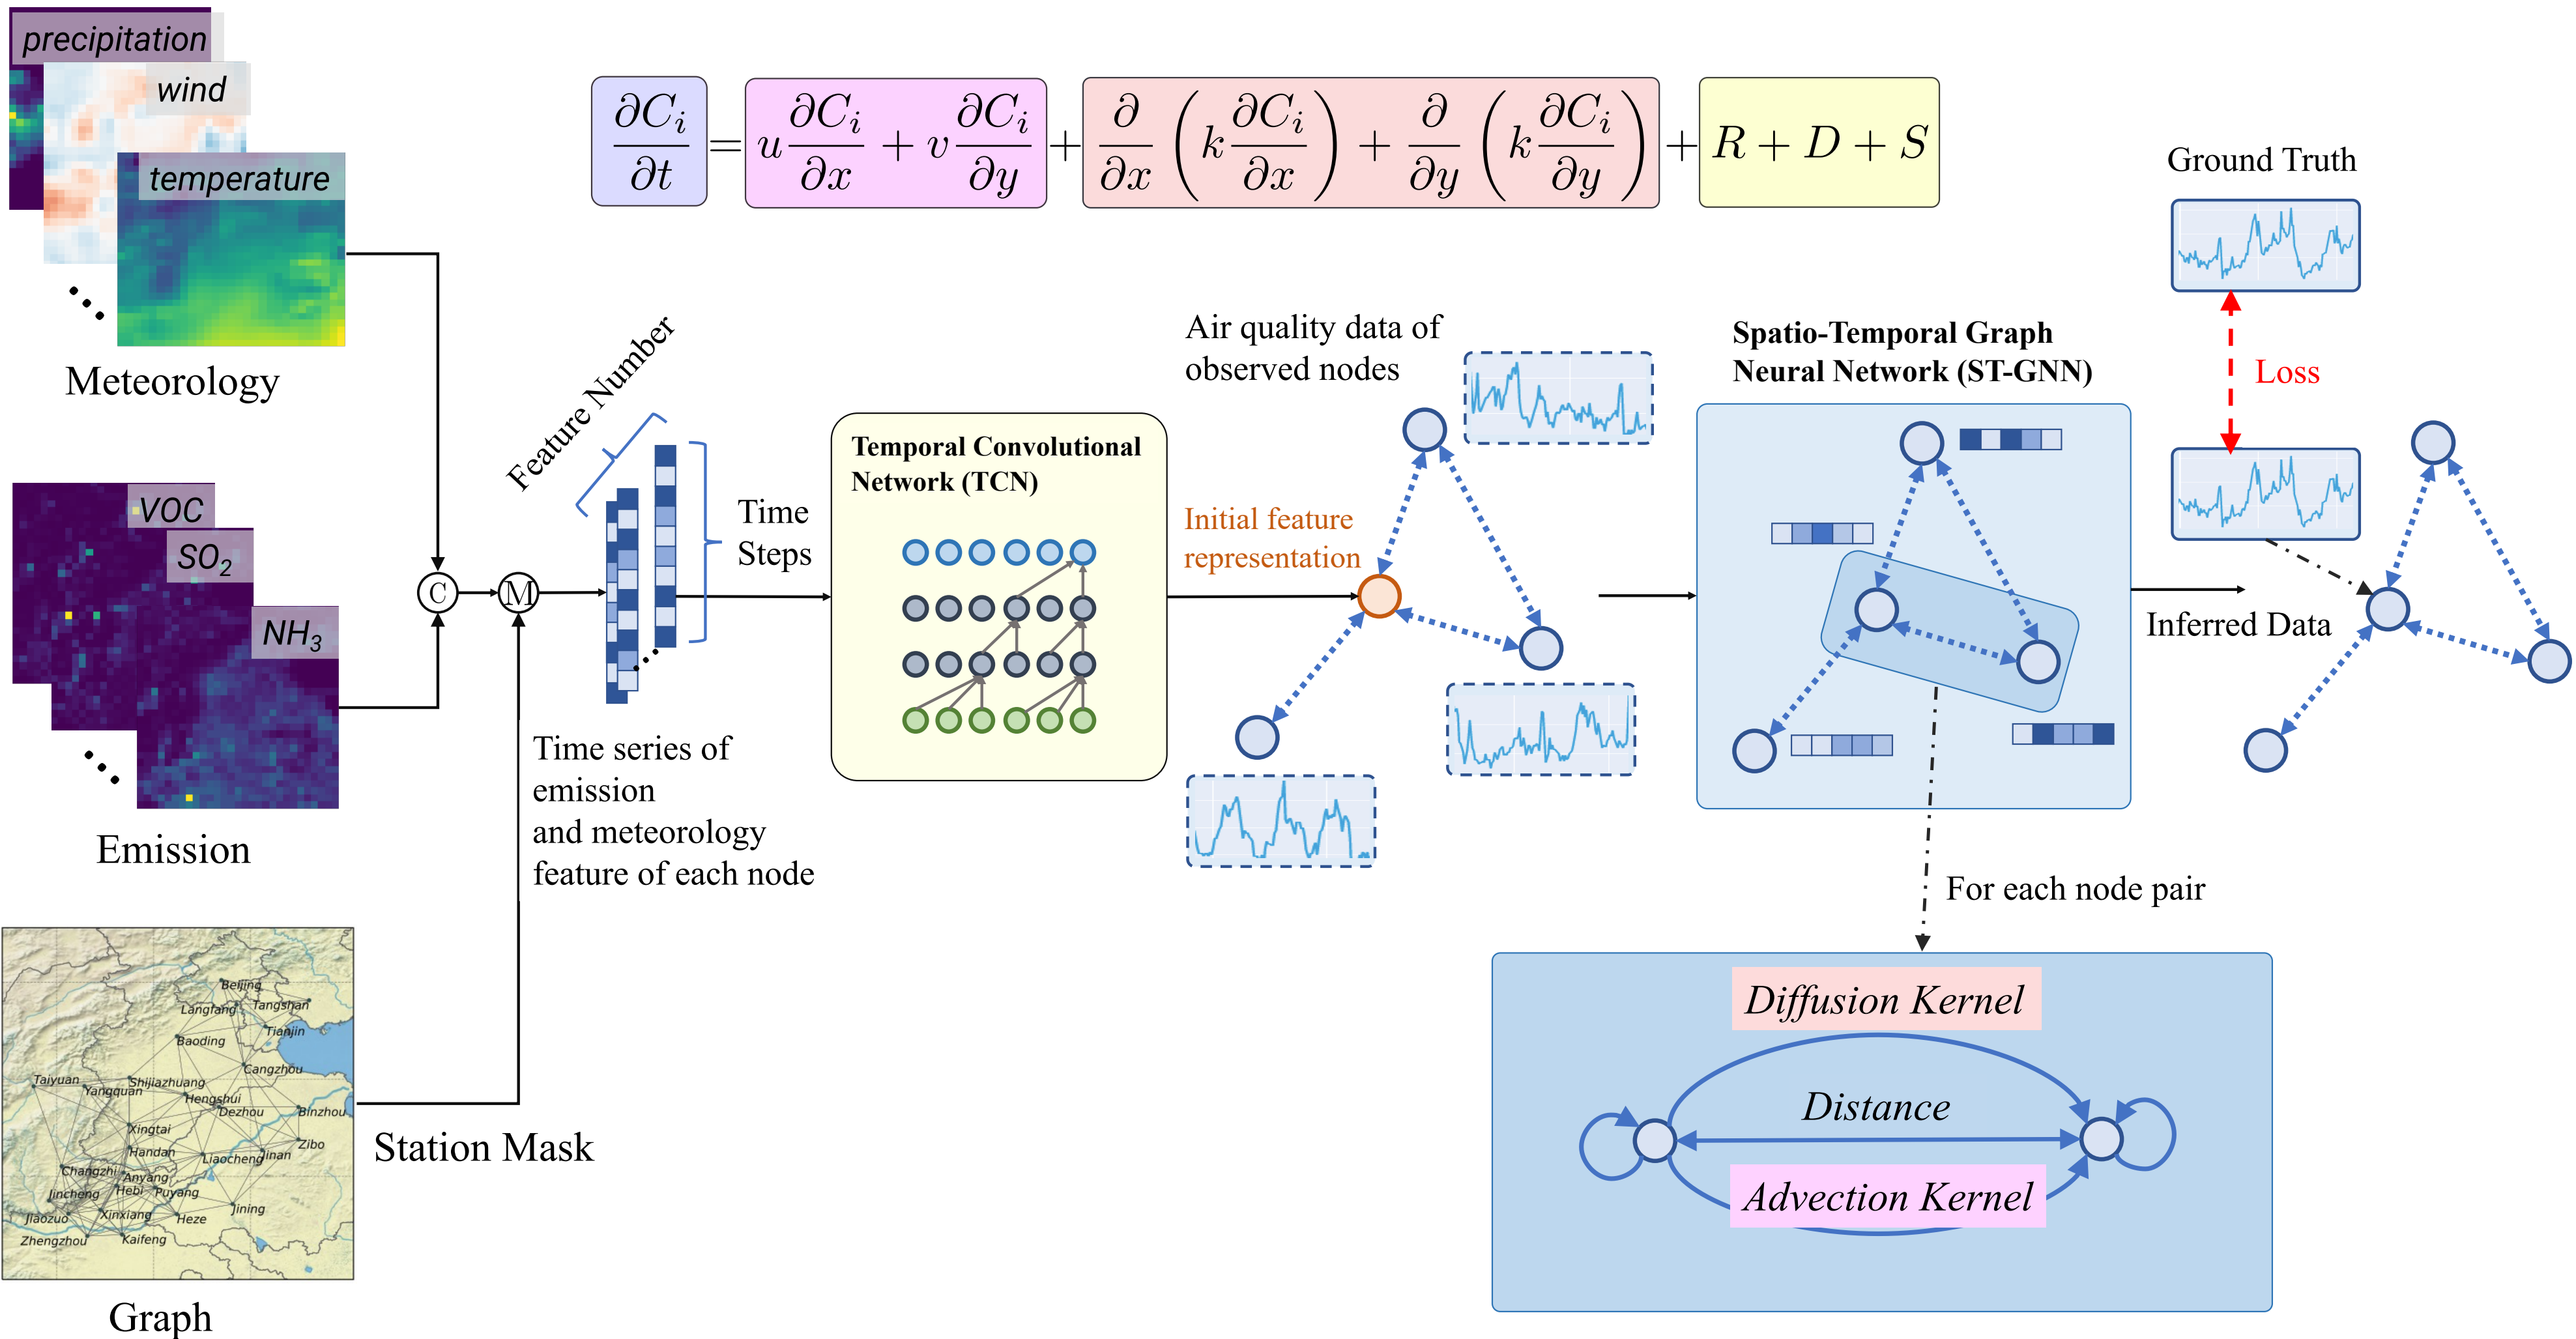 precipitation
wind
temperature
Meteorology
VOC
SO₂
NH₃
Emission
Beijing
Langfang
Tangshan
Tianjin
Baoding
Cangzhou
Taiyuan
Yangquan
Shijiazhuang
Hengshui
Dezhou
Binzhou
Xingtai
Zibo
Handan
Liaocheng
Jinan
Changzhi
Anyang
Jincheng
Hebi
Puyang
Jiaozuo
Xinxiang
Heze
Jining
Zhengzhou
Kaifeng
Graph
Station Mask
C
M
∂Cᵢ/∂t = u ∂Cᵢ/∂x + v ∂Cᵢ/∂y + ∂/∂x (k ∂Cᵢ/∂x) + ∂/∂y (k ∂Cᵢ/∂y) + R + D + S
Feature Number
Time
Steps
Time series of
emission
and meteorology
feature of each node
Temporal Convolutional
Network (TCN)
Air quality data of
observed nodes
Initial feature
representation
Spatio-Temporal Graph
Neural Network (ST-GNN)
For each node pair
Diffusion Kernel
Distance
Advection Kernel
Ground Truth
Loss
Inferred Data